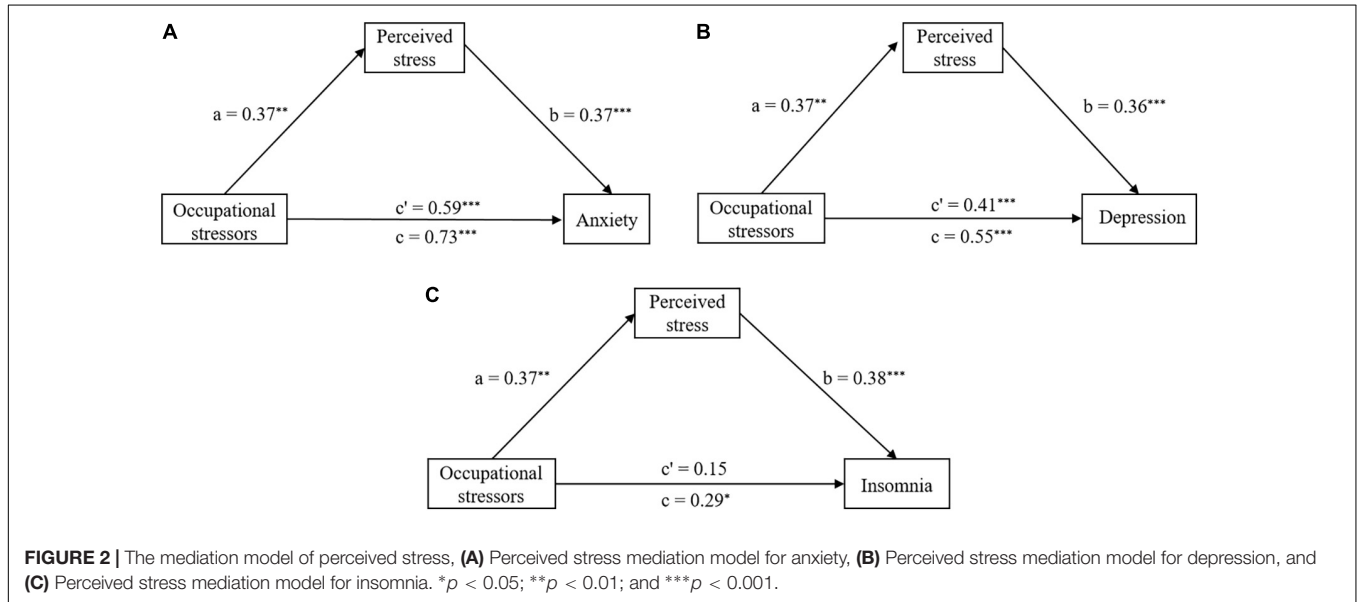 A
Perceived
stress
a = 0.37**
b = 0.37***
Occupational
stressors
c' = 0.59***
c = 0.73***
Anxiety
B
Perceived
stress
a = 0.37**
b = 0.36***
Occupational
stressors
c' = 0.41***
c = 0.55***
Depression
C
Perceived
stress
a = 0.37**
b = 0.38***
Occupational
stressors
c' = 0.15
c = 0.29*
Insomnia
FIGURE 2 | The mediation model of perceived stress, (A) Perceived stress mediation model for anxiety, (B) Perceived stress mediation model for depression, and
(C) Perceived stress mediation model for insomnia. *p < 0.05; **p < 0.01; and ***p < 0.001.